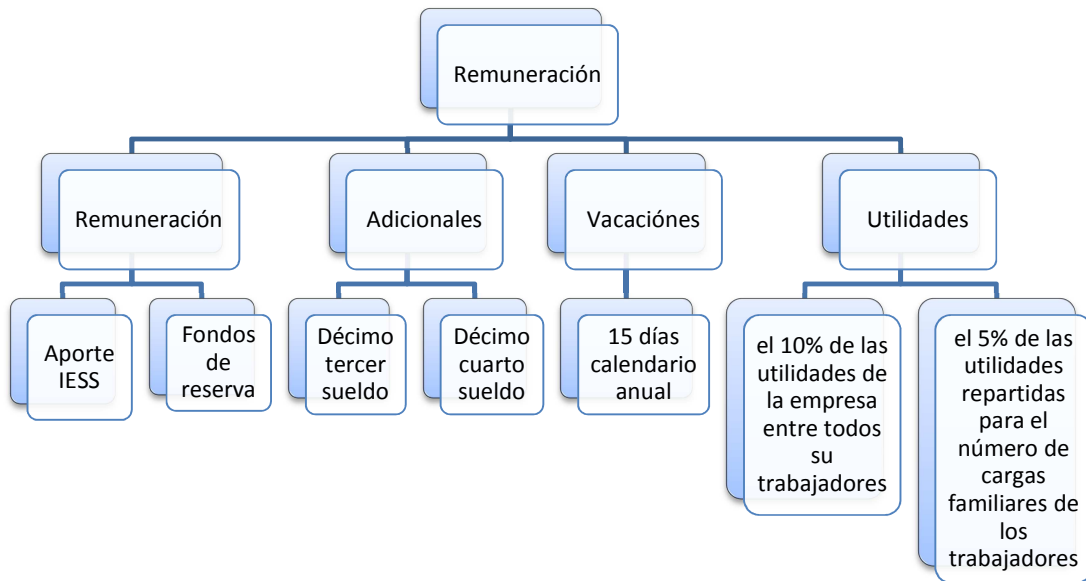 Remuneración
Remuneración
Adicionales
Vacaciónes
Utilidades
Aporte
IESS
Fondos
de
reserva
Décimo
tercer
sueldo
Décimo
cuarto
sueldo
15 días
calendario
anual
el 10% de las
utilidades de
la empresa
entre todos
su
trabajadores
el 5% de las
utilidades
repartidas
para el
número de
cargas
familiares de
los
trabajadores